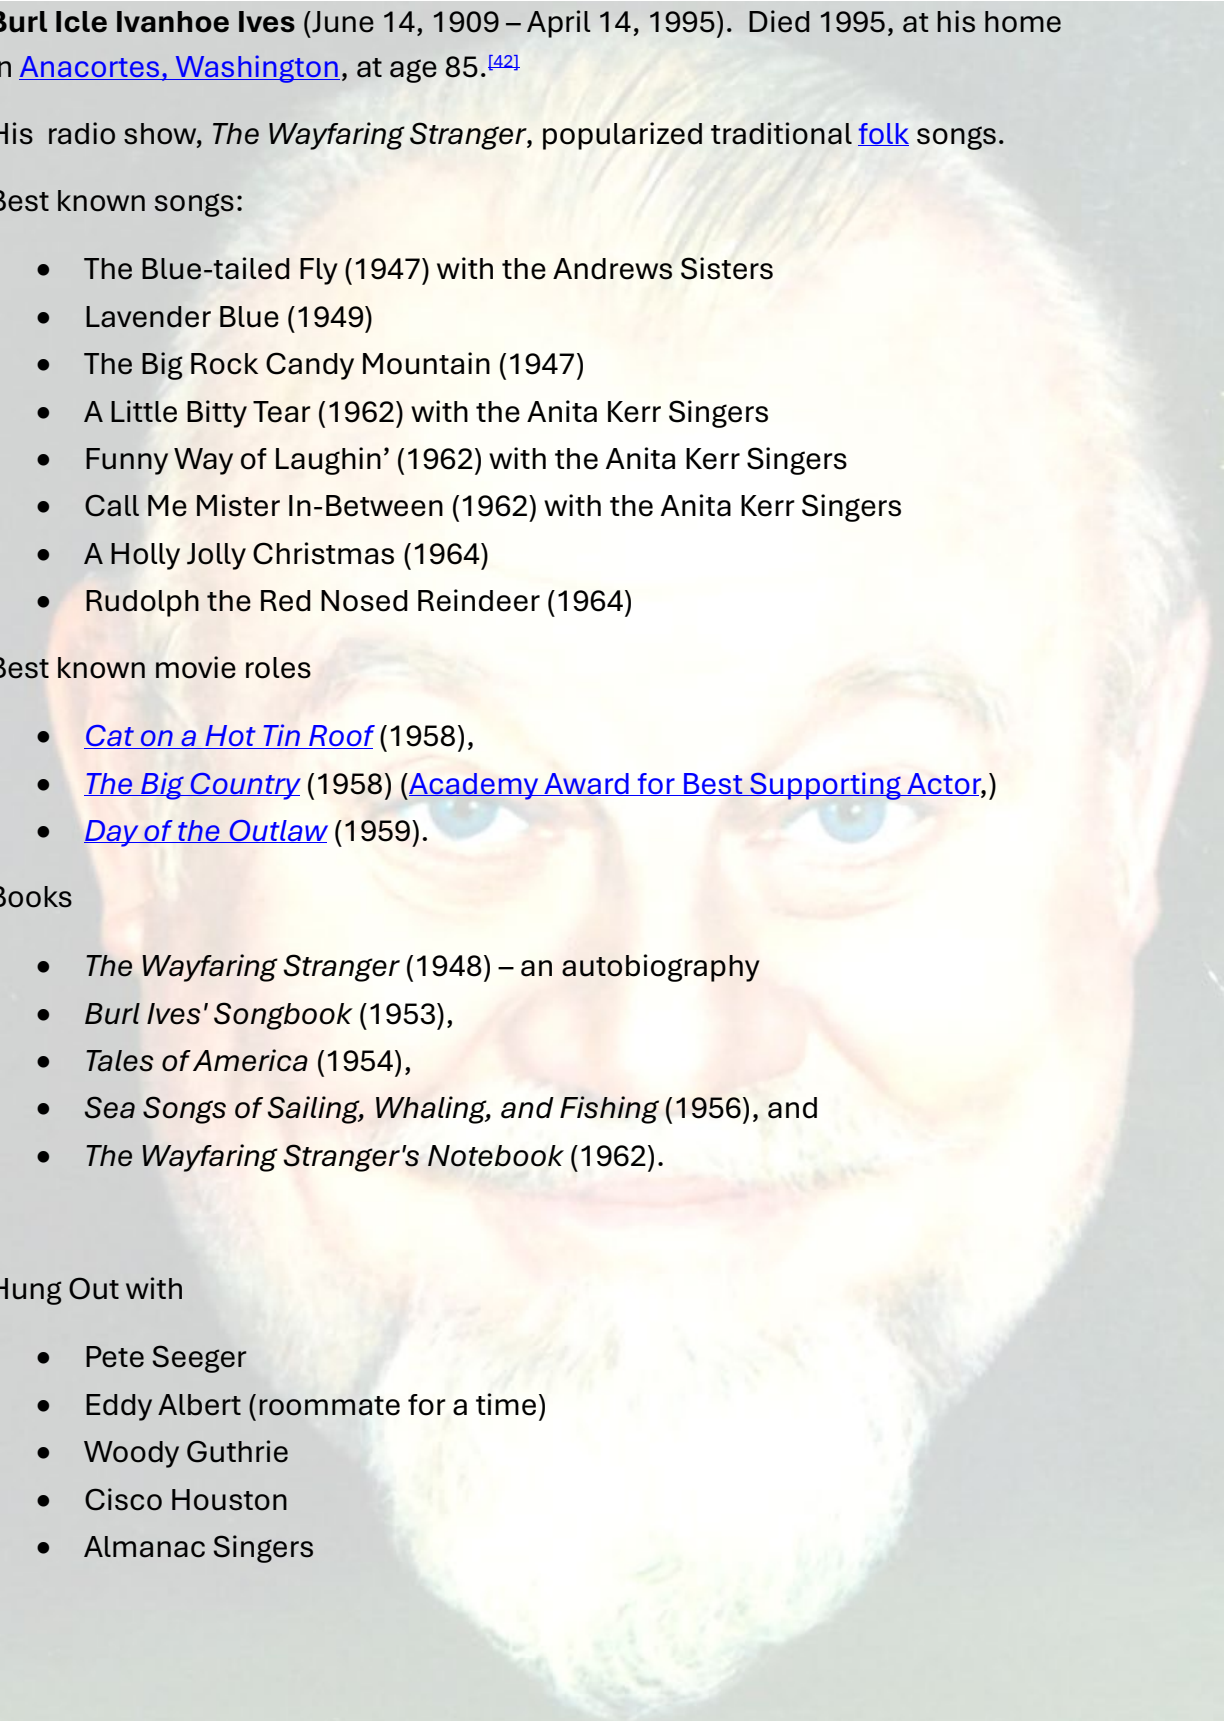 Burl Icle Ivanhoe Ives (June 14, 1909 – April 14, 1995).  Died 1995, at his home
in Anacortes, Washington, at age 85.[42]
His  radio show, The Wayfaring Stranger, popularized traditional folk songs.
Best known songs:
• The Blue-tailed Fly (1947) with the Andrews Sisters
• Lavender Blue (1949)
• The Big Rock Candy Mountain (1947)
• A Little Bitty Tear (1962) with the Anita Kerr Singers
• Funny Way of Laughin’ (1962) with the Anita Kerr Singers
• Call Me Mister In-Between (1962) with the Anita Kerr Singers
• A Holly Jolly Christmas (1964)
• Rudolph the Red Nosed Reindeer (1964)
Best known movie roles
• Cat on a Hot Tin Roof (1958),
• The Big Country (1958) (Academy Award for Best Supporting Actor,)
• Day of the Outlaw (1959).
Books
• The Wayfaring Stranger (1948) – an autobiography
• Burl Ives' Songbook (1953),
• Tales of America (1954),
• Sea Songs of Sailing, Whaling, and Fishing (1956), and
• The Wayfaring Stranger's Notebook (1962).
Hung Out with
• Pete Seeger
• Eddy Albert (roommate for a time)
• Woody Guthrie
• Cisco Houston
• Almanac Singers